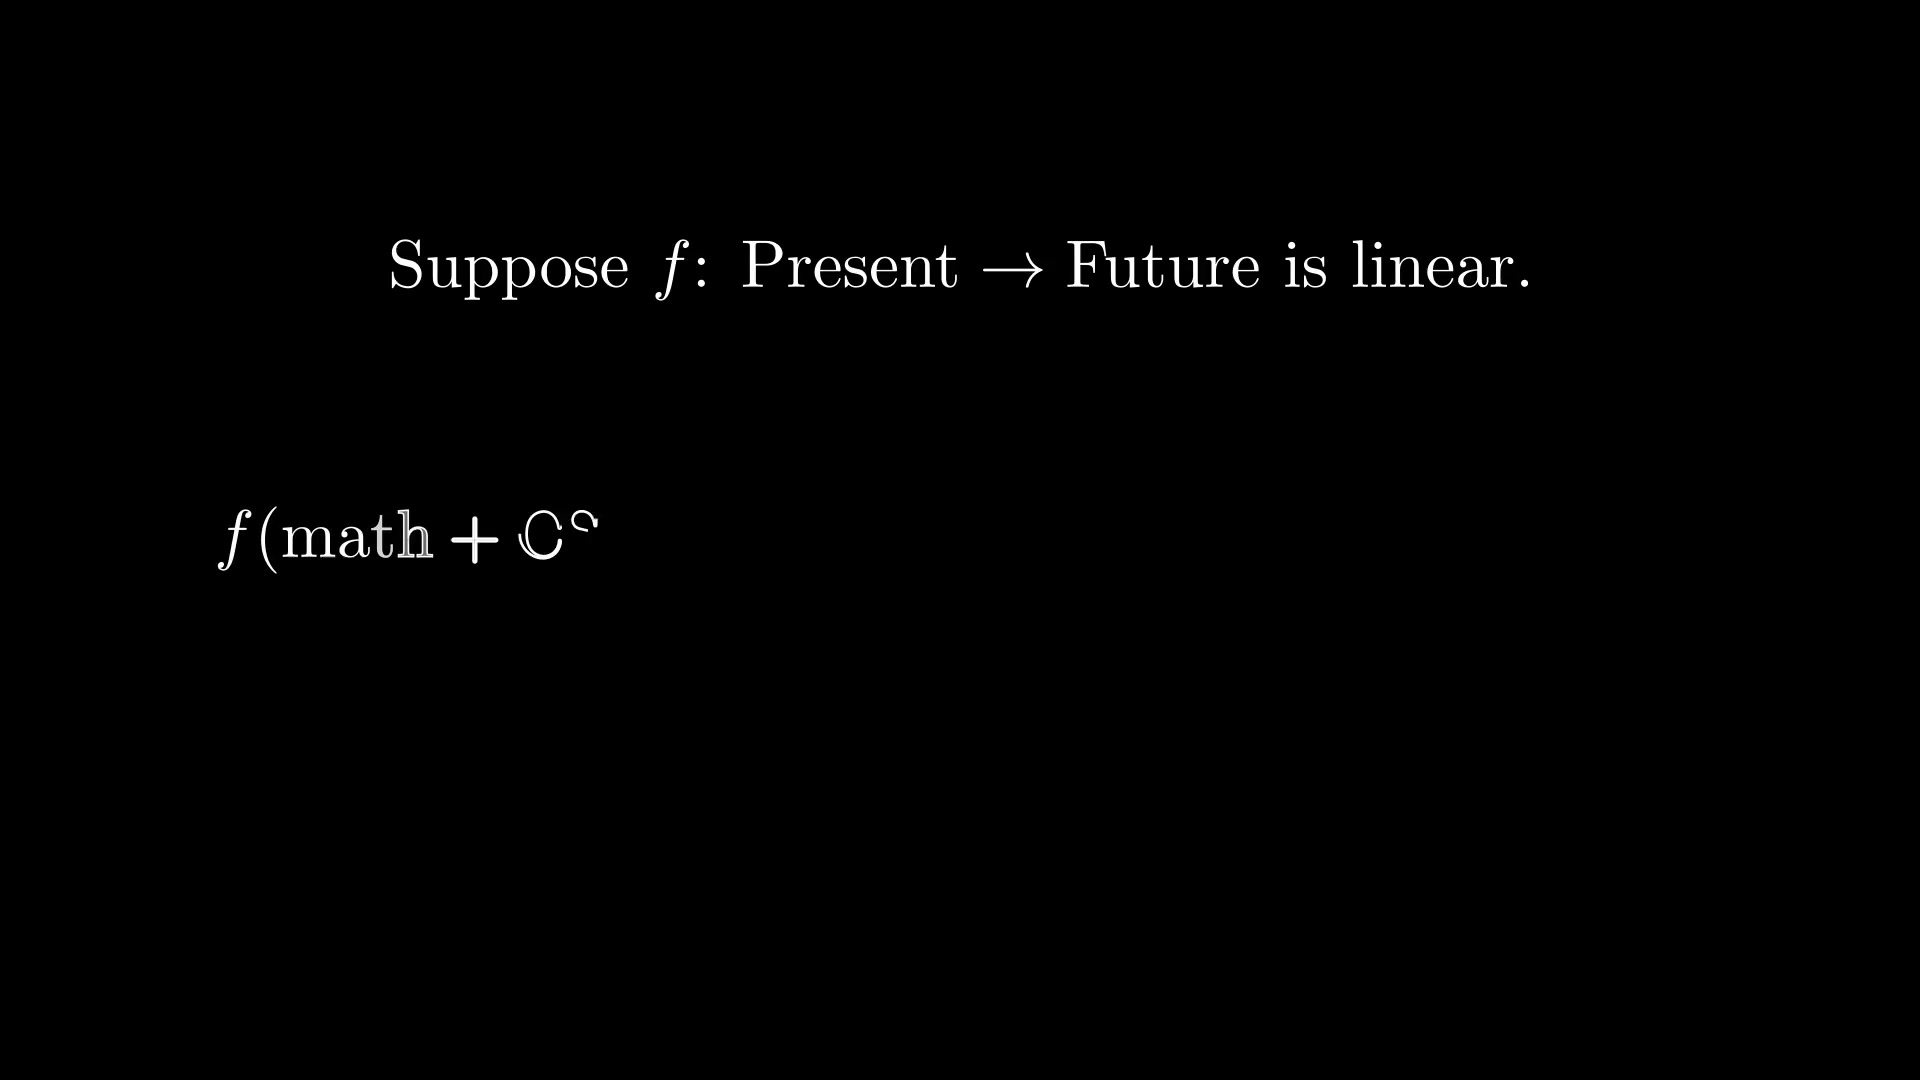 Suppose f: Present → Future is linear.
f(math +